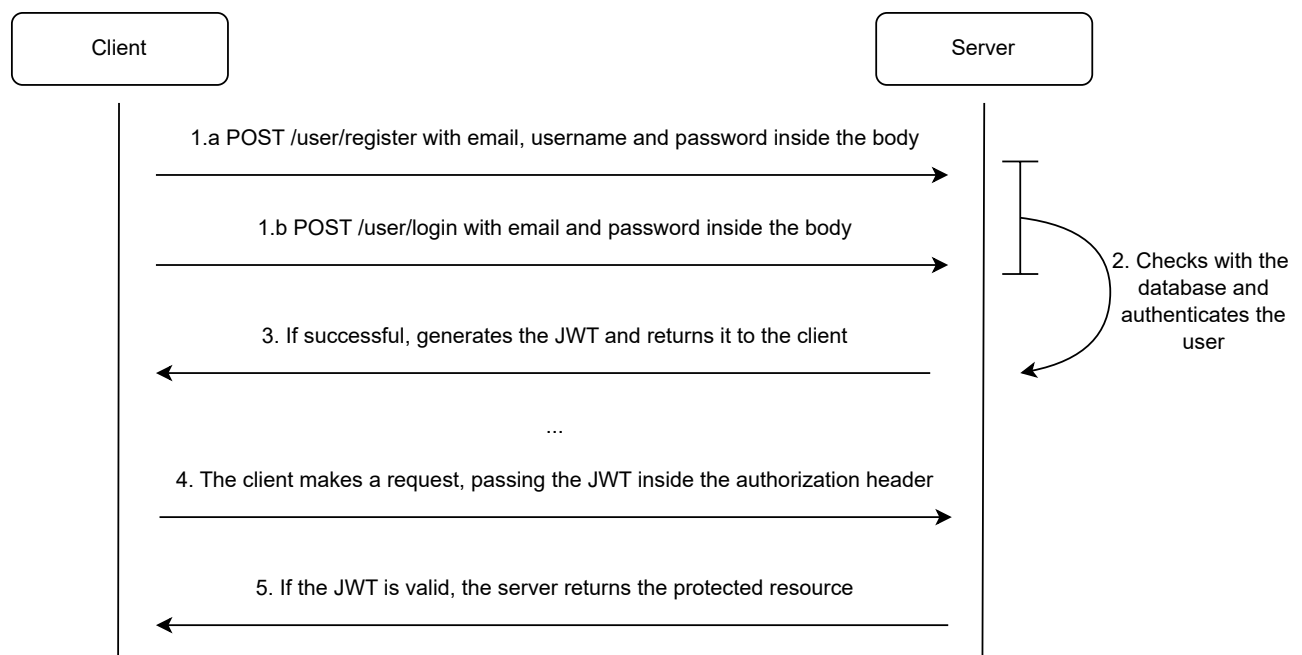 Client
Server
1.a POST /user/register with email, username and password inside the body
1.b POST /user/login with email and password inside the body
2. Checks with the
database and
authenticates the
user
3. If successful, generates the JWT and returns it to the client
...
4. The client makes a request, passing the JWT inside the authorization header
5. If the JWT is valid, the server returns the protected resource